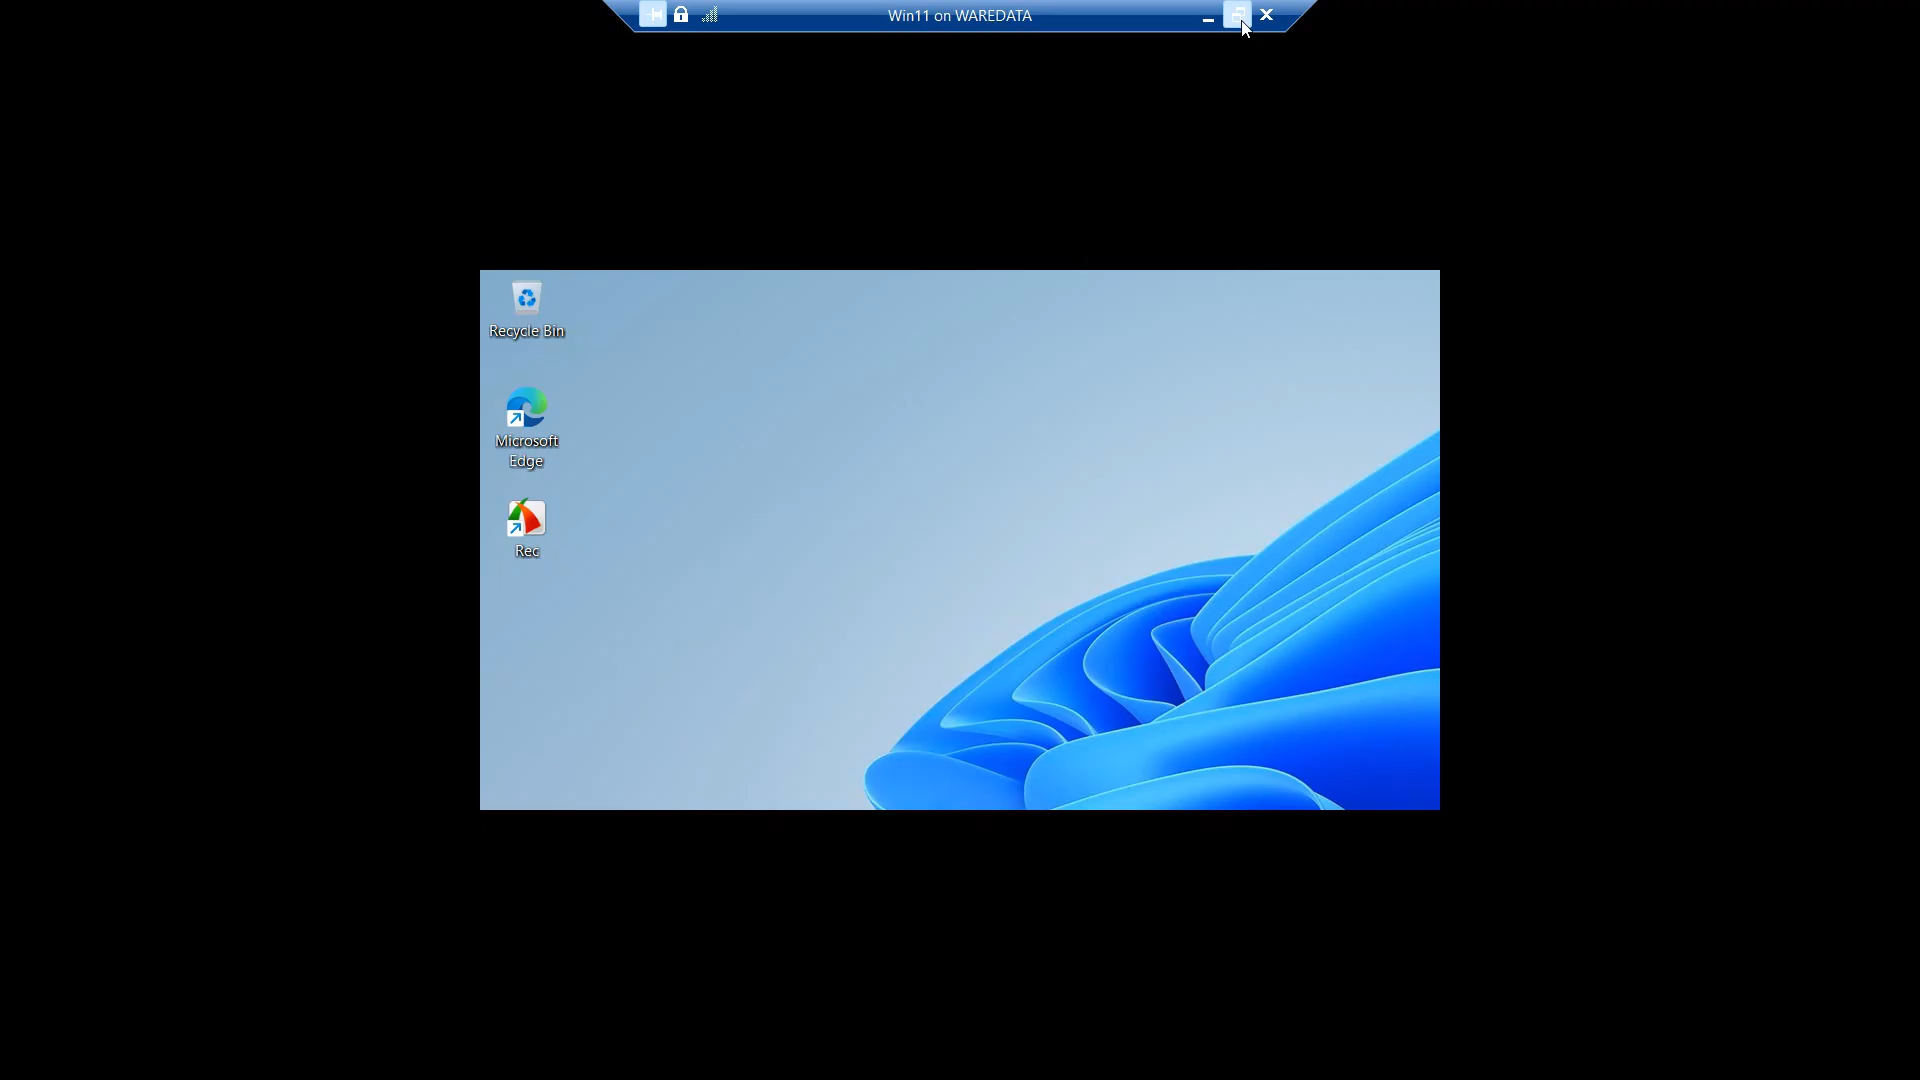 Win11 on WAREDATA
Recycle Bin
Microsoft
Edge
Rec